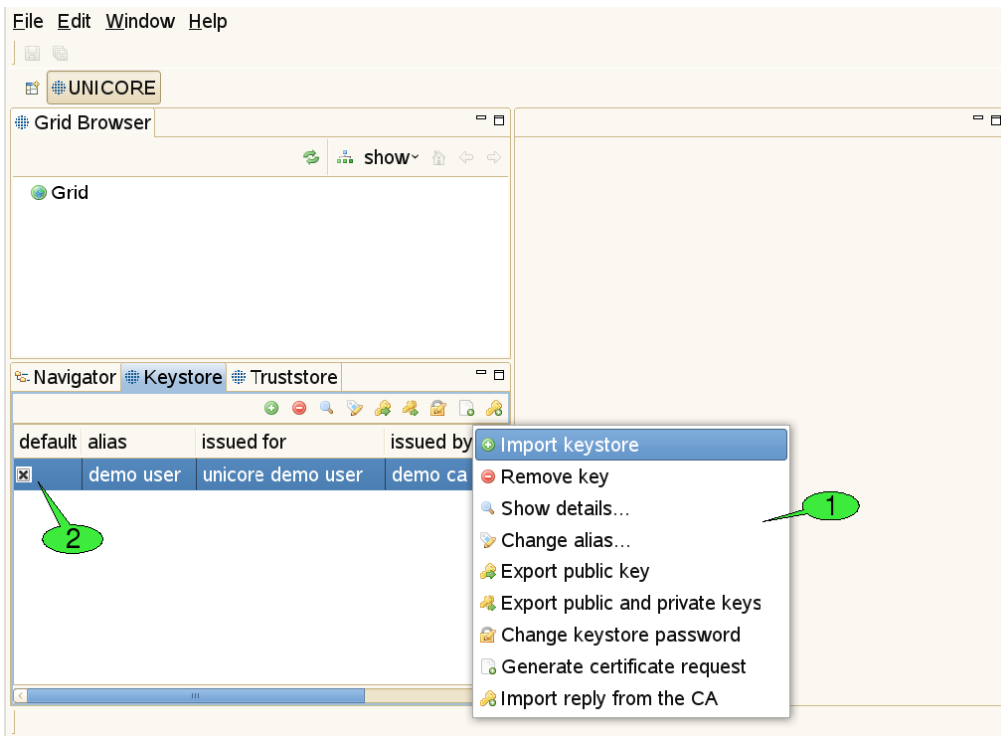 File Edit Window Help
UNICORE
Grid Browser
show
Grid
Navigator Keystore Truststore
default alias issued for issued by
demo user unicore demo user demo ca
Import keystore
Remove key
Show details...
Change alias...
Export public key
Export public and private keys
Change keystore password
Generate certificate request
Import reply from the CA
1
2